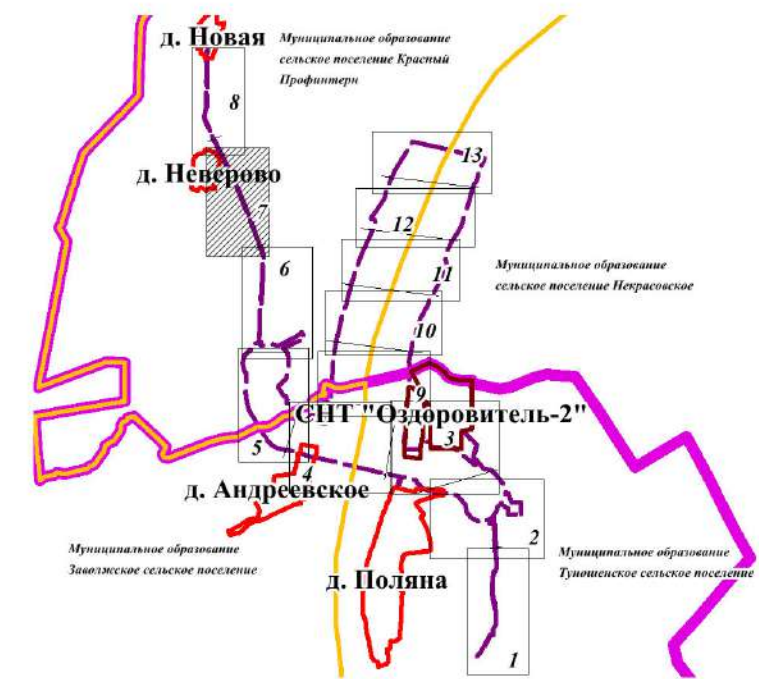 д. Новая
Муниципальное образование
сельское поселение Красный
Профинтерн
8
13
д. Неверово
7
12
6
11
Муниципальное образование
сельское поселение Некрасовское
10
9
СНТ "Оздоровитель-2"
5
3
4
д. Андреевское
2
Муниципальное образование
Заволжское сельское поселение
Муниципальное образование
Туношенское сельское поселение
д. Поляна
1